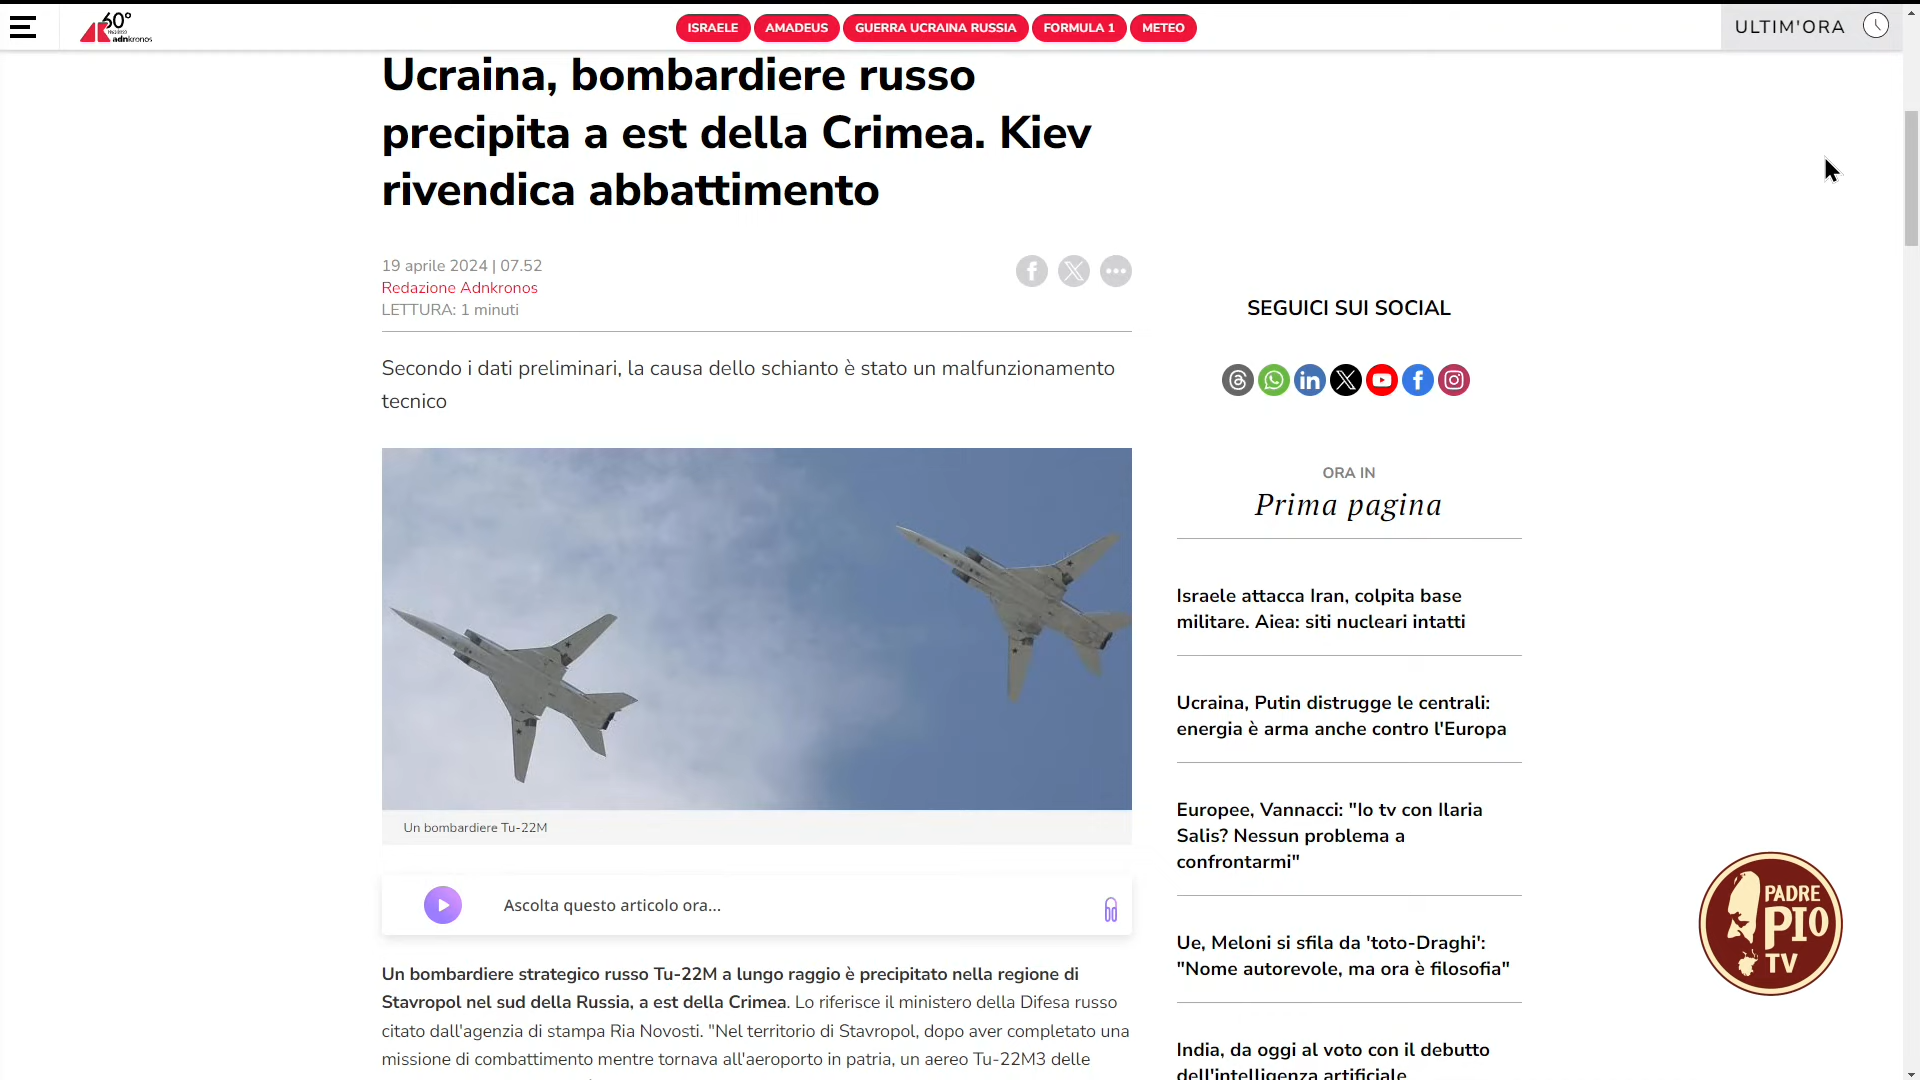 60°
adnkronos
ISRAELE
AMADEUS
GUERRA UCRAINA RUSSIA
FORMULA 1
METEO
ULTIM'ORA
Ucraina, bombardiere russo
precipita a est della Crimea. Kiev
rivendica abbattimento
19 aprile 2024 | 07.52
Redazione Adnkronos
LETTURA: 1 minuti
Secondo i dati preliminari, la causa dello schianto è stato un malfunzionamento
tecnico
Un bombardiere Tu-22M
Ascolta questo articolo ora...
Un bombardiere strategico russo Tu-22M a lungo raggio è precipitato nella regione di
Stavropol nel sud della Russia, a est della Crimea. Lo riferisce il ministero della Difesa russo
citato dall'agenzia di stampa Ria Novosti. "Nel territorio di Stavropol, dopo aver completato una
missione di combattimento mentre tornava all'aeroporto in patria, un aereo Tu-22M3 delle
SEGUICI SUI SOCIAL
ORA IN
Prima pagina
Israele attacca Iran, colpita base
militare. Aiea: siti nucleari intatti
Ucraina, Putin distrugge le centrali:
energia è arma anche contro l'Europa
Europee, Vannacci: "Io tv con Ilaria
Salis? Nessun problema a
confrontarmi"
Ue, Meloni si sfila da 'toto-Draghi':
"Nome autorevole, ma ora è filosofia"
India, da oggi al voto con il debutto
dell'intelligenza artificiale
PADRE
PIO
TV